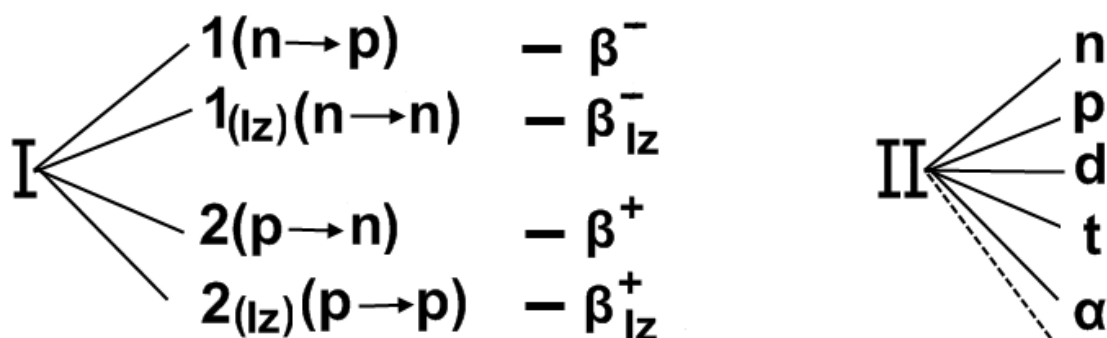 I
1(n→p) – β⁻
1(Iz)(n→n) – β⁻Iz
2(p→n) – β⁺
2(Iz)(p→p) – β⁺Iz
II
n
p
d
t
α